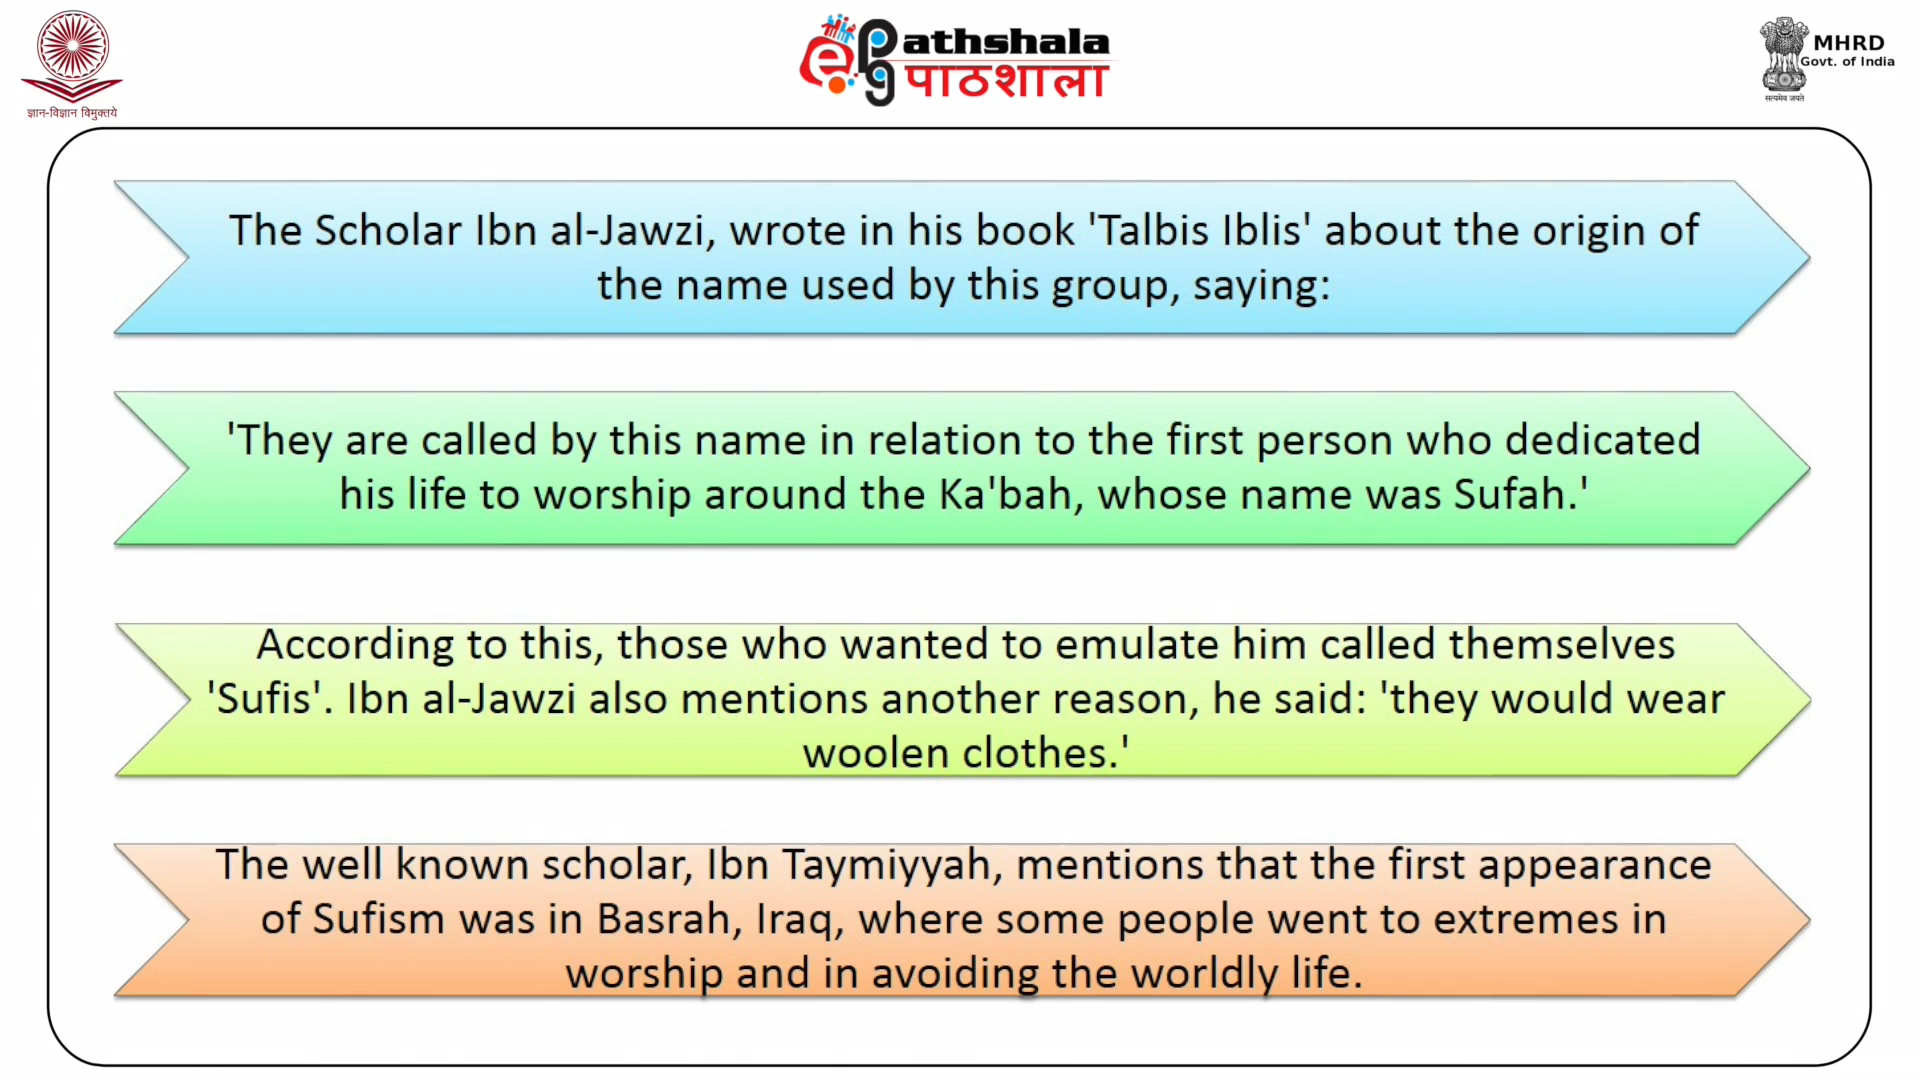 ज्ञान-विज्ञान विमुक्तये
e pg athshala
पाठशाला
MHRD
Govt. of India
सत्यमेव जयते
The Scholar Ibn al-Jawzi, wrote in his book 'Talbis Iblis' about the origin of
the name used by this group, saying:
'They are called by this name in relation to the first person who dedicated
his life to worship around the Ka'bah, whose name was Sufah.'
According to this, those who wanted to emulate him called themselves
'Sufis'. Ibn al-Jawzi also mentions another reason, he said: 'they would wear
woolen clothes.'
The well known scholar, Ibn Taymiyyah, mentions that the first appearance
of Sufism was in Basrah, Iraq, where some people went to extremes in
worship and in avoiding the worldly life.